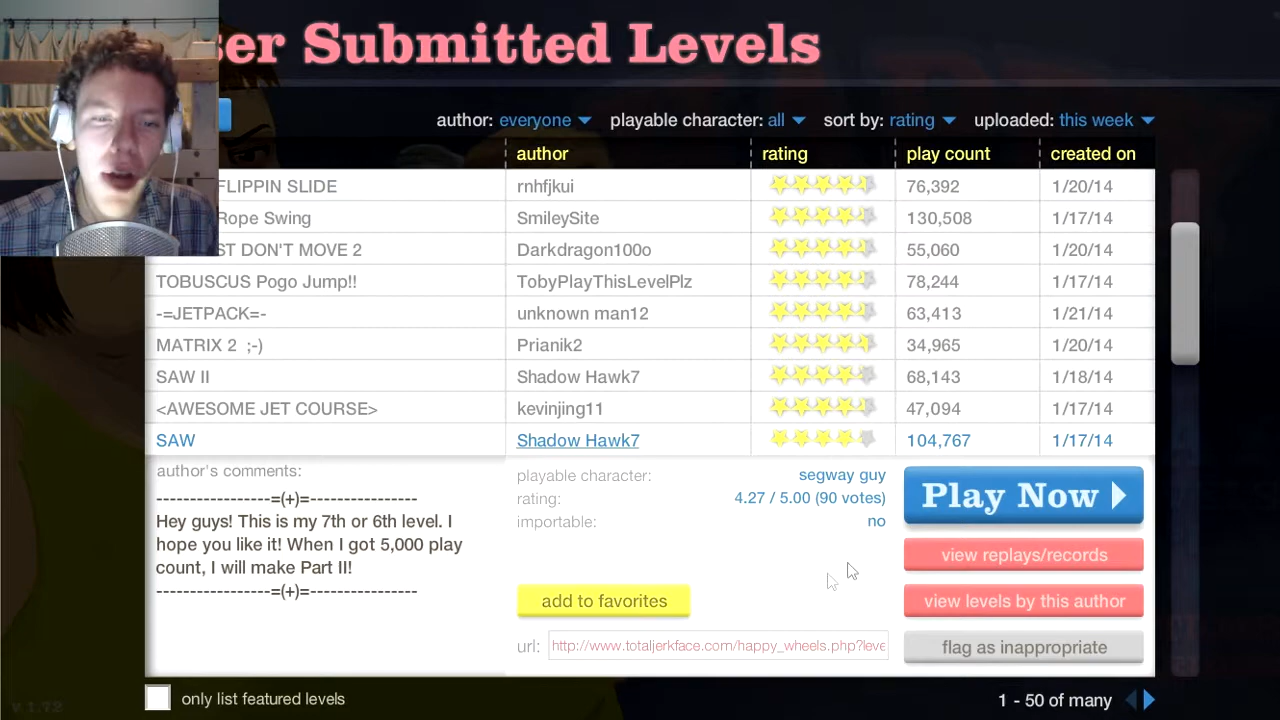 ser Submitted Levels
author: everyone playable character: all sort by: rating uploaded: this week
author rating play count created on
FLIPPIN SLIDE rnhfjkui 76,392 1/20/14
Rope Swing SmileySite 130,508 1/17/14
ST DON'T MOVE 2 Darkdragon100o 55,060 1/20/14
TOBUSCUS Pogo Jump!! TobyPlayThisLevelPlz 78,244 1/17/14
-=JETPACK=- unknown man12 63,413 1/21/14
MATRIX 2 ;-) Prianik2 34,965 1/20/14
SAW II Shadow Hawk7 68,143 1/18/14
<AWESOME JET COURSE> kevinjing11 47,094 1/17/14
SAW Shadow Hawk7 104,767 1/17/14
author's comments:
-----------------=(+)=----------------
Hey guys! This is my 7th or 6th level. I
hope you like it! When I got 5,000 play
count, I will make Part II!
-----------------=(+)=----------------
playable character: segway guy
rating: 4.27 / 5.00 (90 votes)
importable: no
add to favorites
url: http://www.totaljerkface.com/happy_wheels.php?leve
Play Now
view replays/records
view levels by this author
flag as inappropriate
only list featured levels
1 - 50 of many
v 1.72